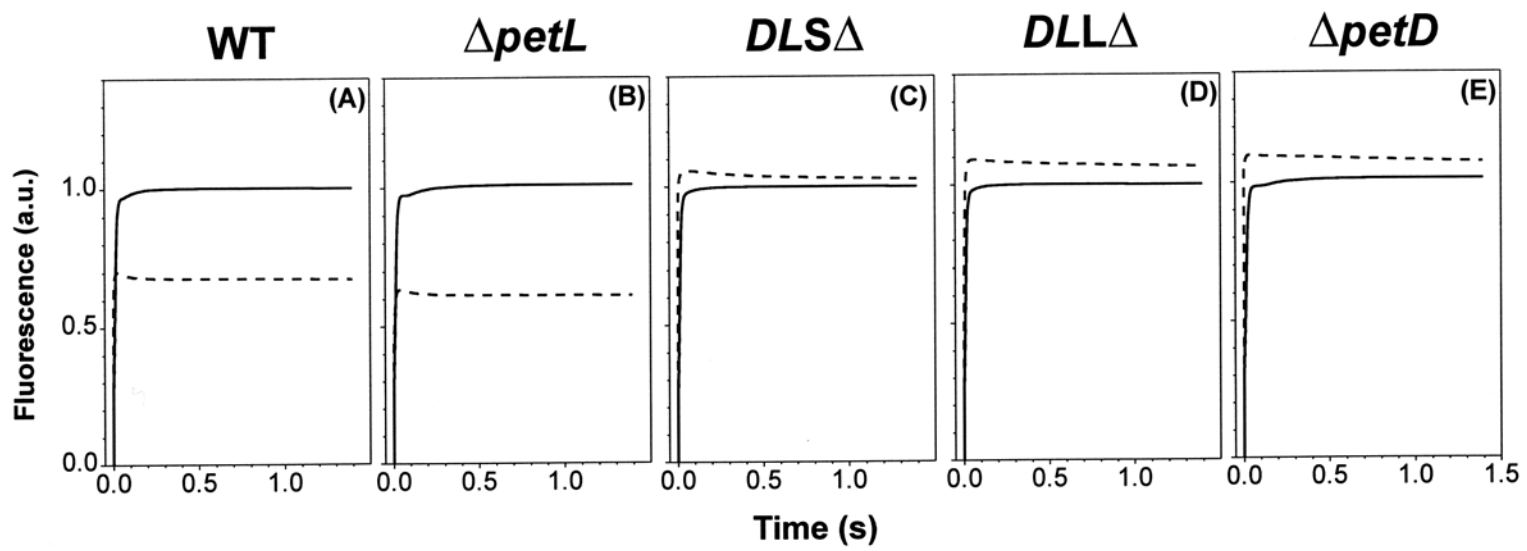 WT ΔpetL DLSΔ DLLΔ ΔpetD
(A) (B) (C) (D) (E)
Fluorescence (a.u.)
1.0
0.5
0.0
0.0 0.5 1.0 0.0 0.5 1.0 0.0 0.5 1.0 0.0 0.5 1.0 0.0 0.5 1.0 1.5
Time (s)